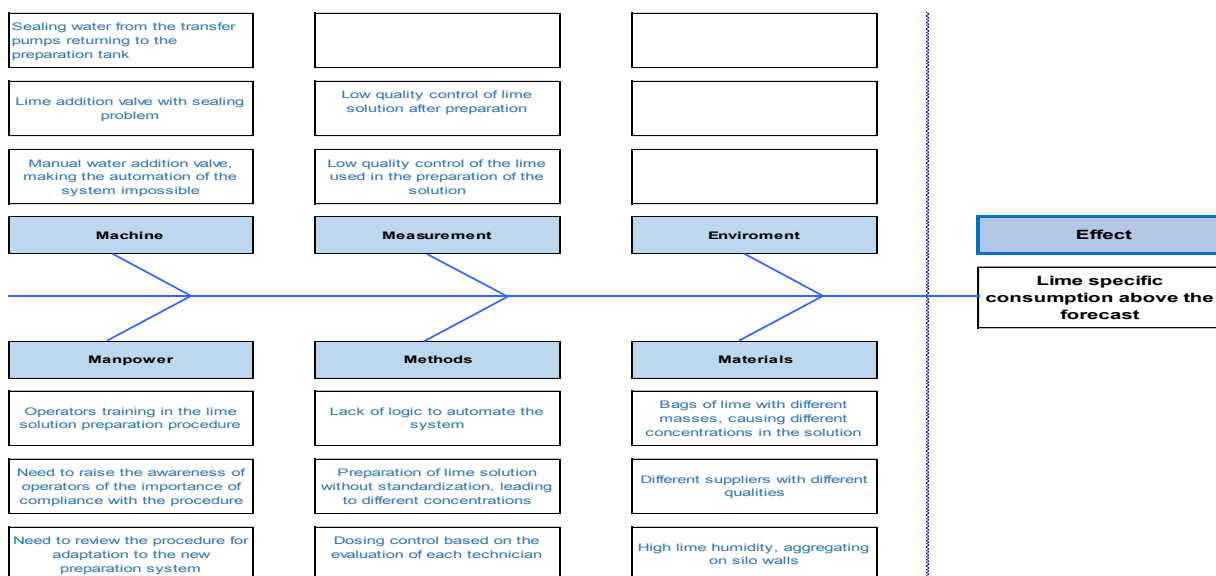 Sealing water from the transfer
pumps returning to the
preparation tank
Lime addition valve with sealing
problem
Low quality control of lime
solution after preparation
Manual water addition valve,
making the automation of the
system impossible
Low quality control of the lime
used in the preparation of the
solution
Machine
Measurement
Enviroment
Effect
Lime specific
consumption above the
forecast
Manpower
Methods
Materials
Operators training in the lime
solution preparation procedure
Lack of logic to automate the
system
Bags of lime with different
masses, causing different
concentrations in the solution
Need to raise the awareness of
operators of the importance of
compliance with the procedure
Preparation of lime solution
without standardization, leading
to different concentrations
Different suppliers with different
qualities
Need to review the procedure for
adaptation to the new
preparation system
Dosing control based on the
evaluation of each technician
High lime humidity, aggregating
on silo walls